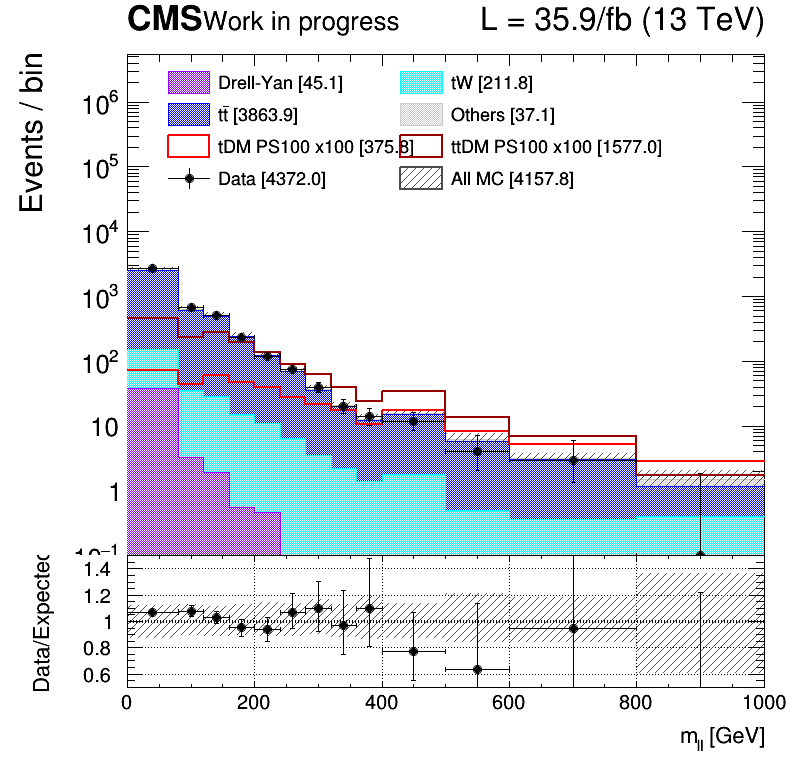 CMS Work in progress L = 35.9/fb (13 TeV)
Events / bin
Drell-Yan [45.1] tW [211.8]
tt̄ [3863.9] Others [37.1]
tDM PS100 x100 [375.8] ttDM PS100 x100 [1577.0]
Data [4372.0] All MC [4157.8]
10⁶
10⁵
10⁴
10³
10²
10
1
10⁻¹
Data/Expected
1.4
1.2
1
0.8
0.6
0 200 400 600 800 1000
m_ll [GeV]